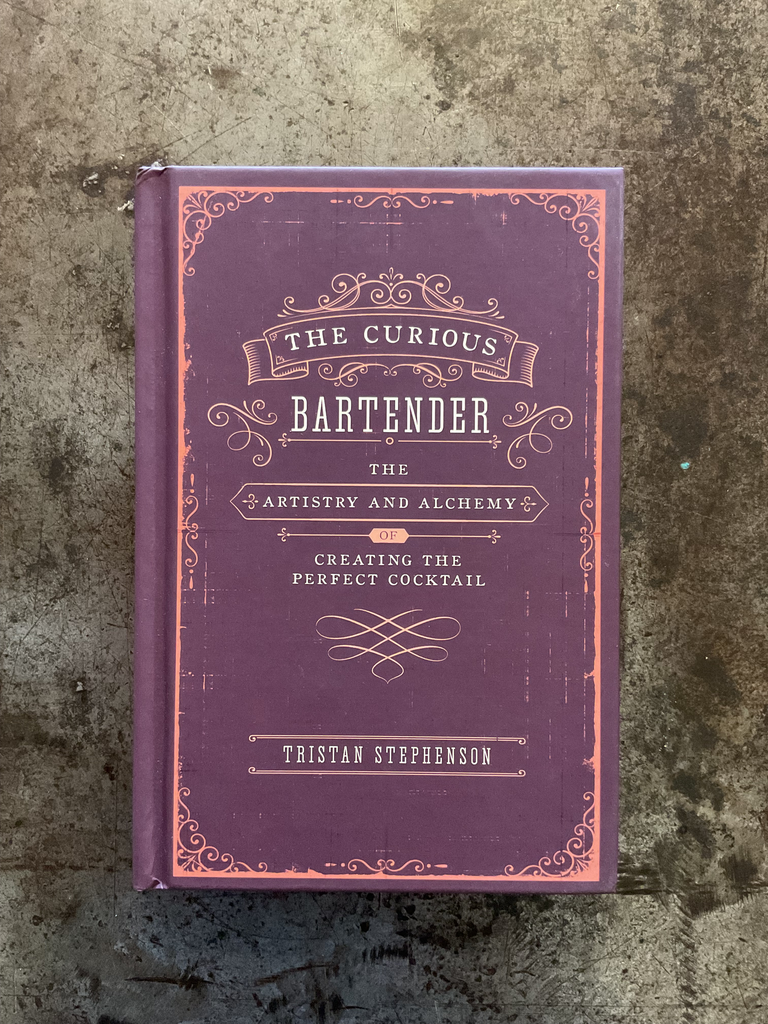 THE CURIOUS
BARTENDER
THE
ARTISTRY AND ALCHEMY
OF
CREATING THE
PERFECT COCKTAIL
TRISTAN STEPHENSON